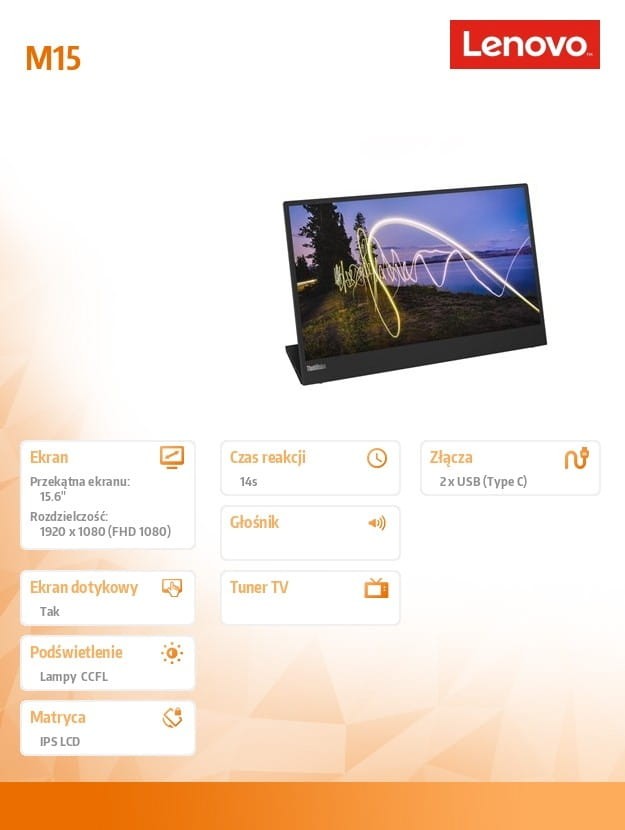 M15
Lenovo
Ekran
Przekątna ekranu:
15.6"
Rozdzielczość:
1920 x 1080 (FHD 1080)
Czas reakcji
14s
Złącza
2 x USB (Type C)
Głośnik
Ekran dotykowy
Tak
Tuner TV
Podświetlenie
Lampy CCFL
Matryca
IPS LCD